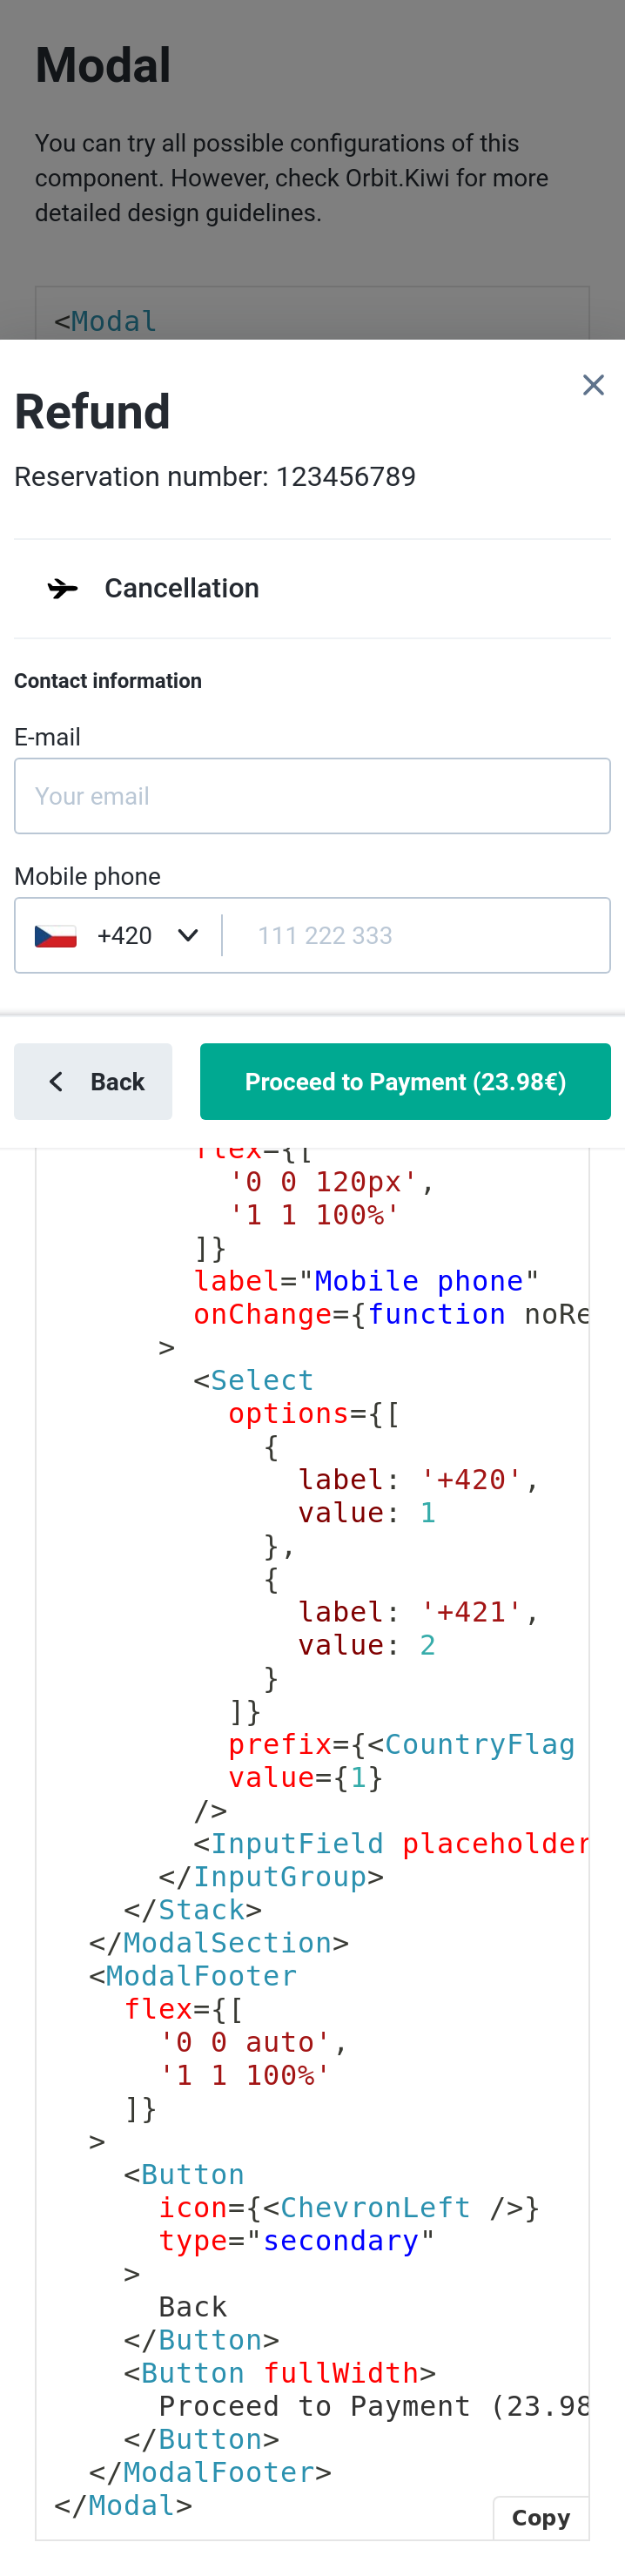 Modal
You can try all possible configurations of this
component. However, check Orbit.Kiwi for more
detailed design guidelines.
<Modal
Refund
Reservation number: 123456789
Cancellation
Contact information
E-mail
Your email
Mobile phone
+420 111 222 333
Back Proceed to Payment (23.98€)
flex={[
'0 0 120px',
'1 1 100%'
]}
label="Mobile phone"
onChange={function noRe
>
<Select
options={[
{
label: '+420',
value: 1
},
{
label: '+421',
value: 2
}
]}
prefix={<CountryFlag
value={1}
/>
<InputField placeholder
</InputGroup>
</Stack>
</ModalSection>
<ModalFooter
flex={[
'0 0 auto',
'1 1 100%'
]}
>
<Button
icon={<ChevronLeft />}
type="secondary"
>
Back
</Button>
<Button fullWidth>
Proceed to Payment (23.98
</Button>
</ModalFooter>
</Modal>
Copy